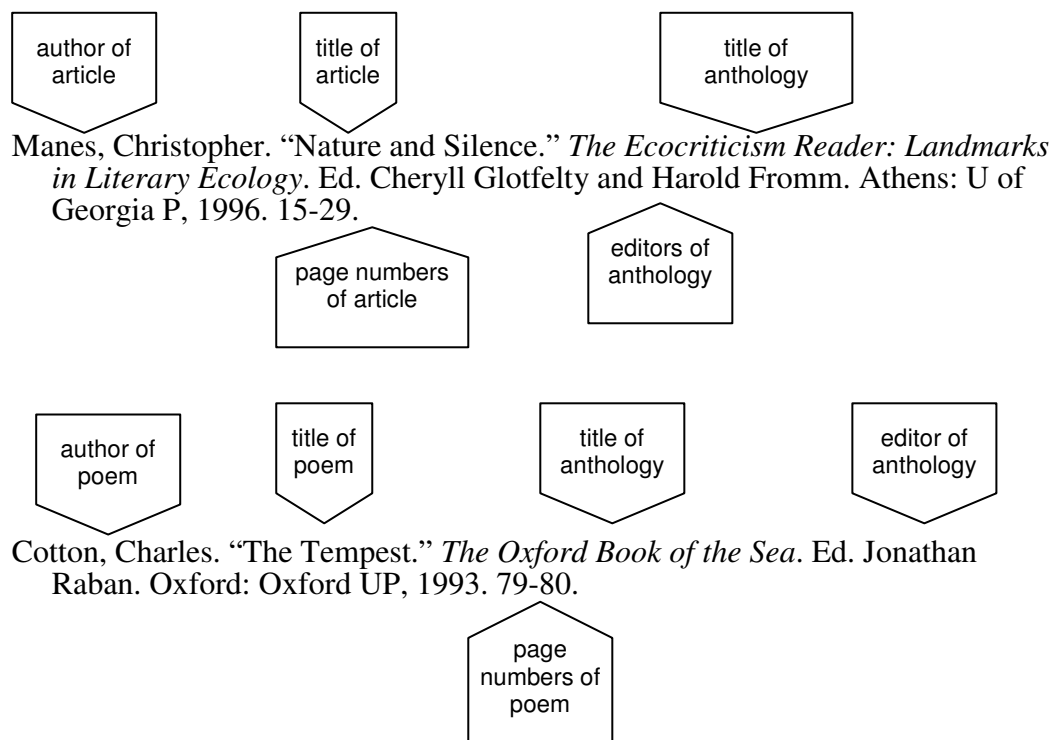 author of
article
title of
article
title of
anthology
Manes, Christopher. “Nature and Silence.” The Ecocriticism Reader: Landmarks
in Literary Ecology. Ed. Cheryll Glotfelty and Harold Fromm. Athens: U of
Georgia P, 1996. 15-29.
page numbers
of article
editors of
anthology
author of
poem
title of
poem
title of
anthology
editor of
anthology
Cotton, Charles. “The Tempest.” The Oxford Book of the Sea. Ed. Jonathan
Raban. Oxford: Oxford UP, 1993. 79-80.
page
numbers of
poem